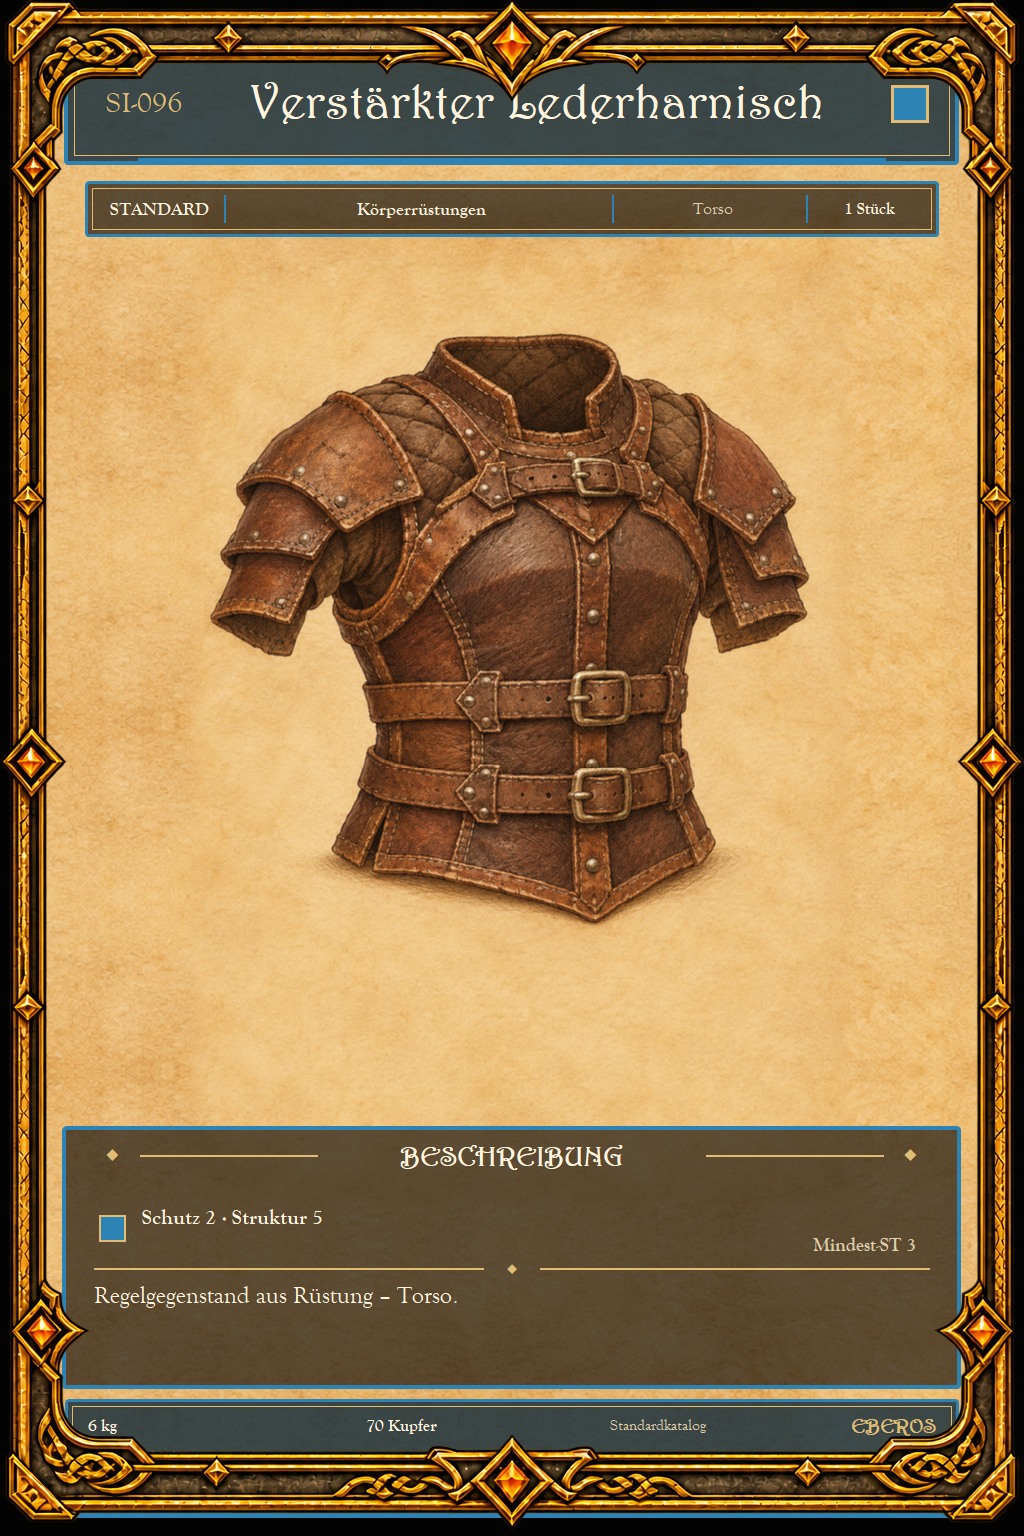 SI-096
Verstärkter Lederharnisch
STANDARD
Körperrüstungen
Torso
1 Stück
BESCHREIBUNG
Schutz 2 · Struktur 5
Mindest-ST 3
Regelgegenstand aus Rüstung – Torso.
6 kg
70 Kupfer
Standardkatalog
EBEROS